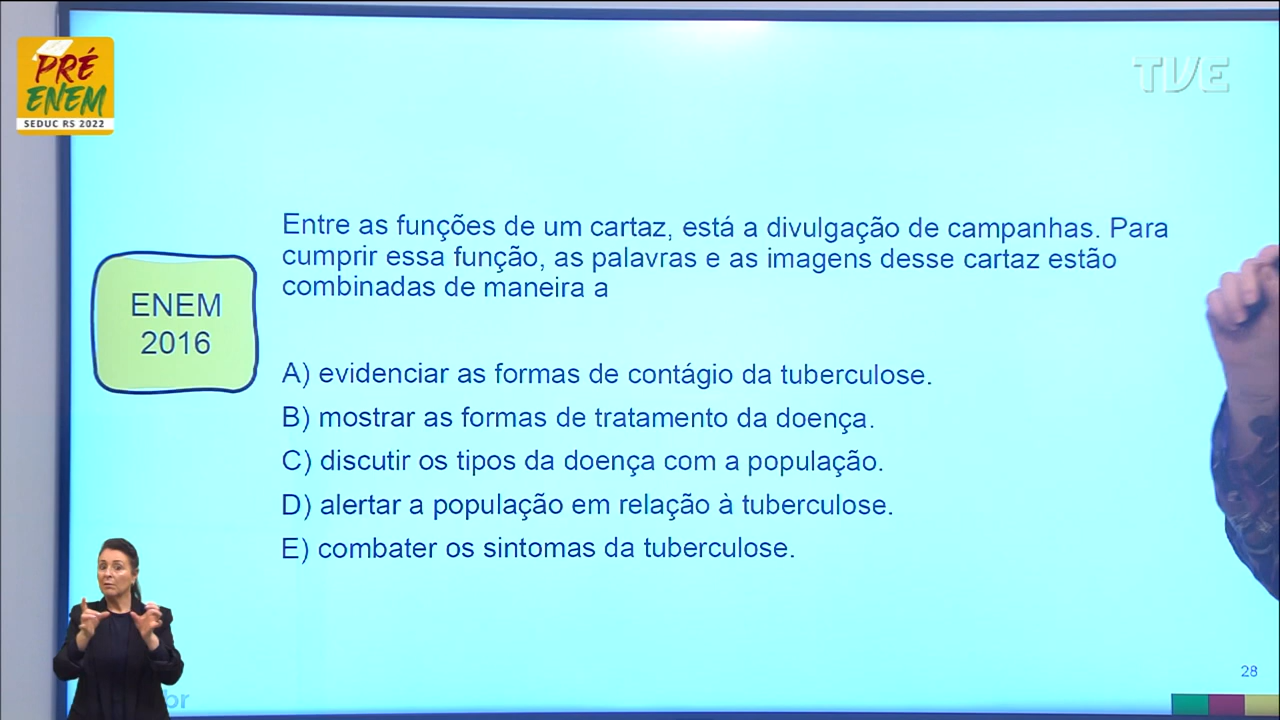 PRÉ
ENEM
SEDUC RS 2022
TVE
Entre as funções de um cartaz, está a divulgação de campanhas. Para
cumprir essa função, as palavras e as imagens desse cartaz estão
combinadas de maneira a
ENEM
2016
A) evidenciar as formas de contágio da tuberculose.
B) mostrar as formas de tratamento da doença.
C) discutir os tipos da doença com a população.
D) alertar a população em relação à tuberculose.
E) combater os sintomas da tuberculose.
28
br